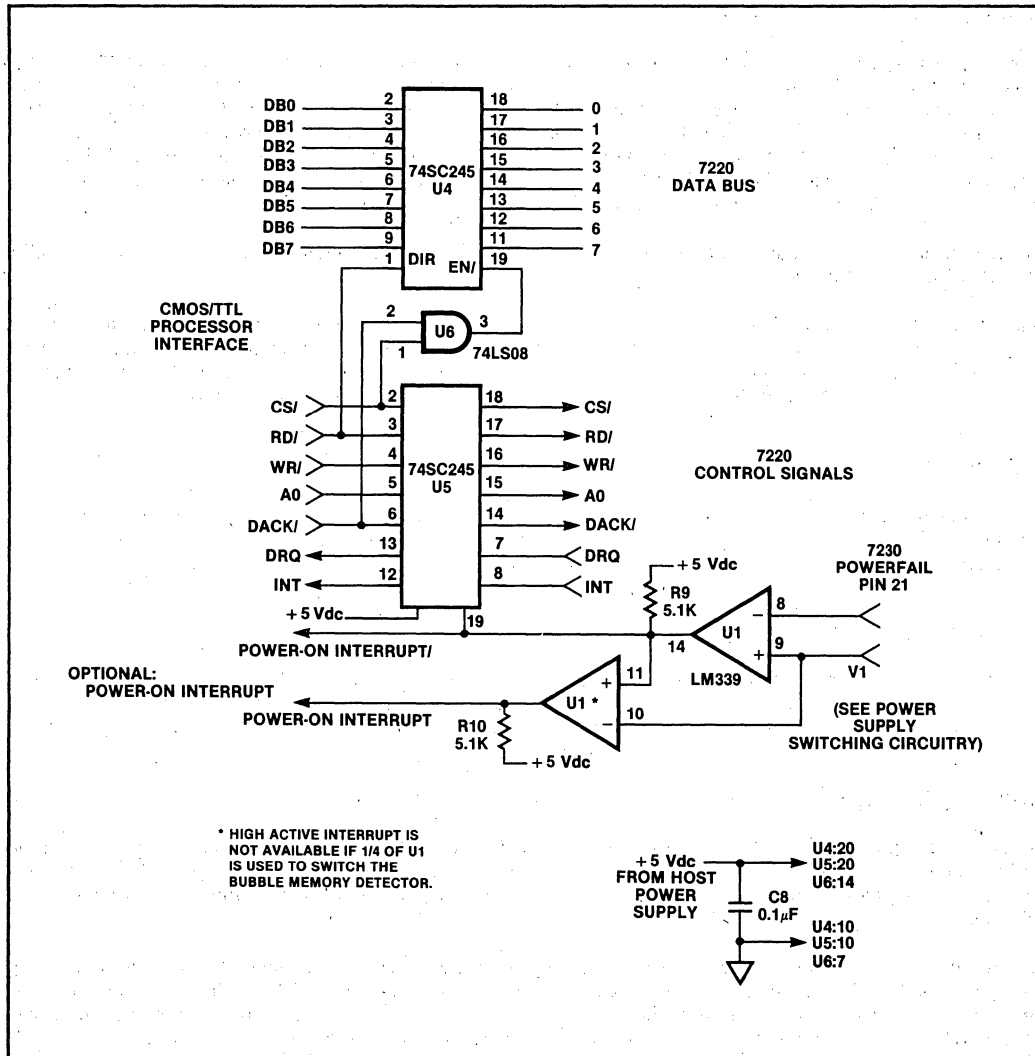 DB0 2 18 0
DB1 3 17 1
DB2 4 16 2
DB3 5 15 3
DB4 6 14 4
DB5 7 13 5
DB6 8 12 6
DB7 9 11 7
74SC245
U4
1 DIR EN/ 19
7220
DATA BUS
CMOS/TTL
PROCESSOR
INTERFACE
2
1
U6
3
74LS08
CS/ 2 18 CS/
RD/ 3 17 RD/
WR/ 4 16 WR/
A0 5 15 A0
DACK/ 6 14 DACK/
DRQ 13 7 DRQ
INT 12 8 INT
74SC245
U5
+5 Vdc
19
7220
CONTROL SIGNALS
7230
POWERFAIL
PIN 21
+5 Vdc
R9
5.1K
14
U1
− 8
+ 9
V1
LM339
POWER-ON INTERRUPT/
OPTIONAL:
POWER-ON INTERRUPT
POWER-ON INTERRUPT
U1 *
+ 11
− 10
R10
5.1K
+5 Vdc
(SEE POWER
SUPPLY
SWITCHING CIRCUITRY)
* HIGH ACTIVE INTERRUPT IS
NOT AVAILABLE IF 1/4 OF U1
IS USED TO SWITCH THE
BUBBLE MEMORY DETECTOR.
+5 Vdc
FROM HOST
POWER
SUPPLY
C8
0.1µF
U4:20
U5:20
U6:14
U4:10
U5:10
U6:7